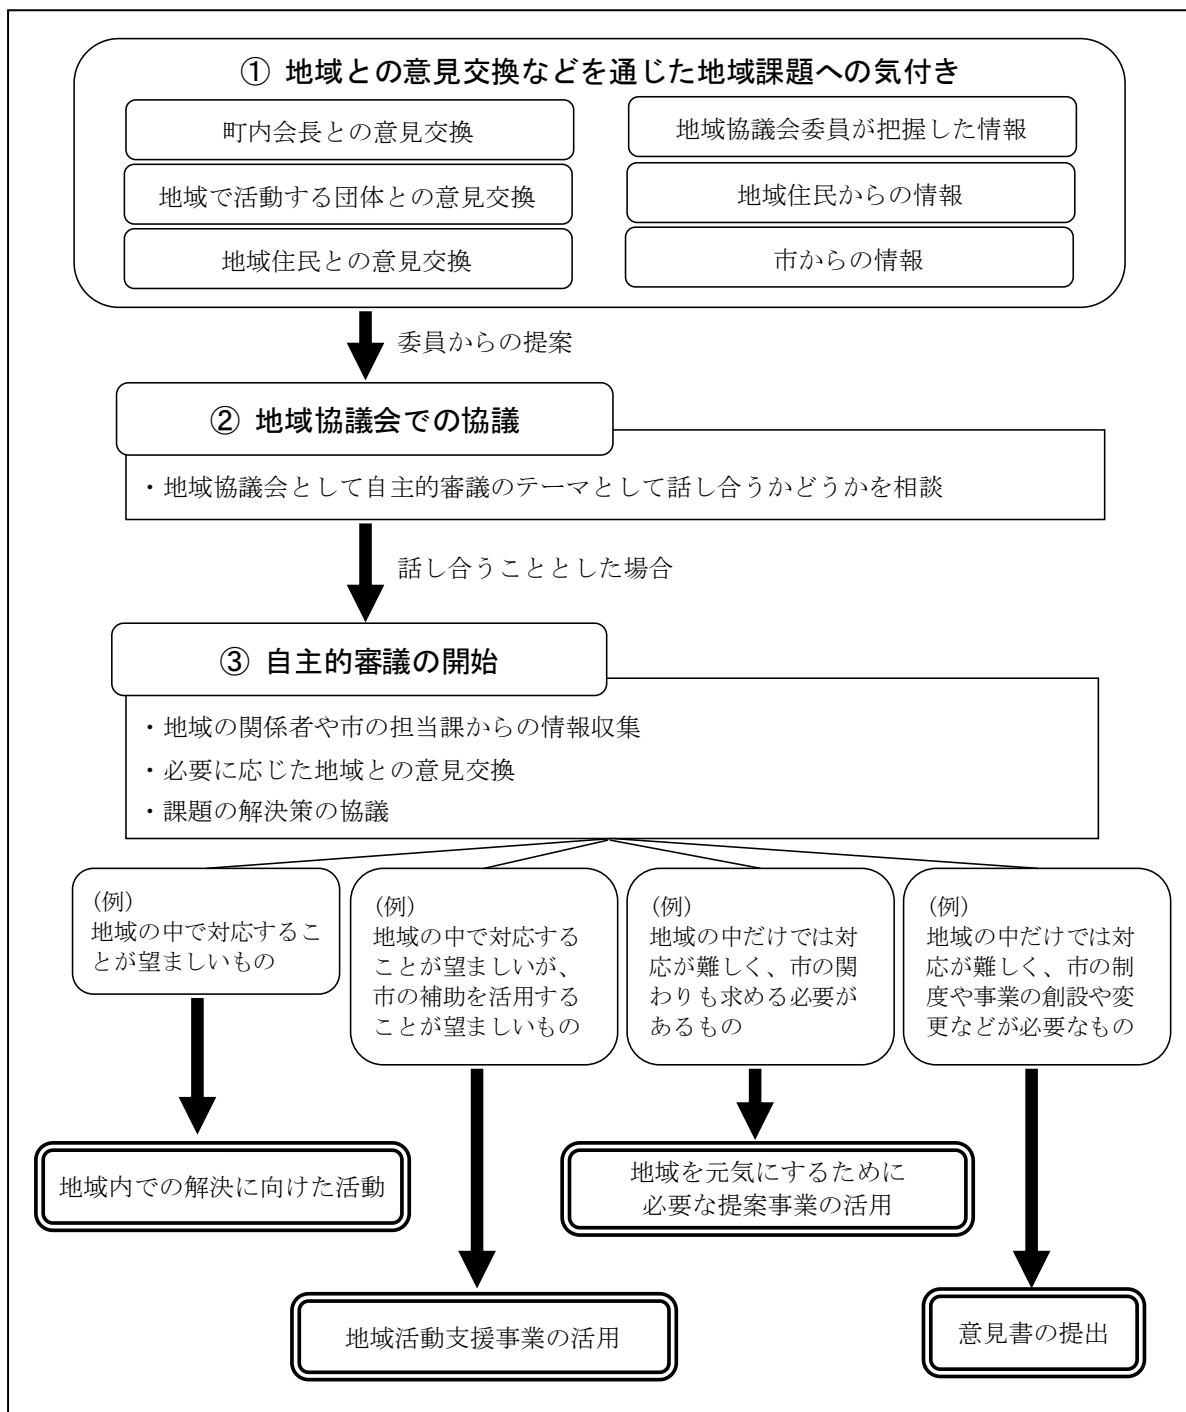 ① 地域との意見交換などを通じた地域課題への気付き
町内会長との意見交換
地域で活動する団体との意見交換
地域住民との意見交換
地域協議会委員が把握した情報
地域住民からの情報
市からの情報
委員からの提案
② 地域協議会での協議
・地域協議会として自主的審議のテーマとして話し合うかどうかを相談
話し合うこととした場合
③ 自主的審議の開始
・地域の関係者や市の担当課からの情報収集
・必要に応じた地域との意見交換
・課題の解決策の協議
(例)
地域の中で対応するこ
とが望ましいもの
(例)
地域の中で対応する
ことが望ましいが、
市の補助を活用する
ことが望ましいもの
(例)
地域の中だけでは対
応が難しく、市の関
わりも求める必要が
あるもの
(例)
地域の中だけでは対
応が難しく、市の制
度や事業の創設や変
更などが必要なもの
地域内での解決に向けた活動
地域活動支援事業の活用
地域を元気にするために
必要な提案事業の活用
意見書の提出